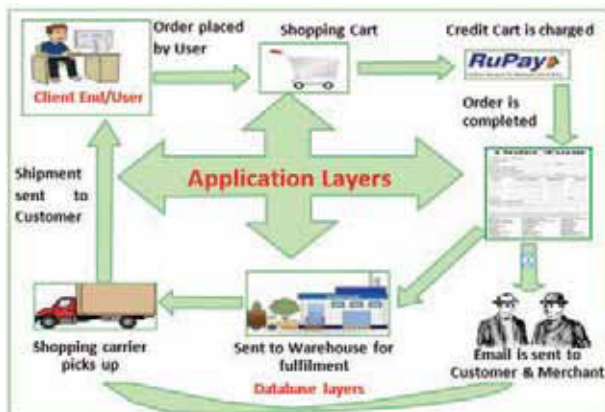 Order placed
by User
Shopping Cart
Credit Cart is charged
RuPay
Client End/User
Order is
completed
Application Layers
Shipment
sent to
Customer
Shopping carrier
picks up
Sent to Warehouse for
fulfilment
Database layers
Email is sent to
Customer & Merchant